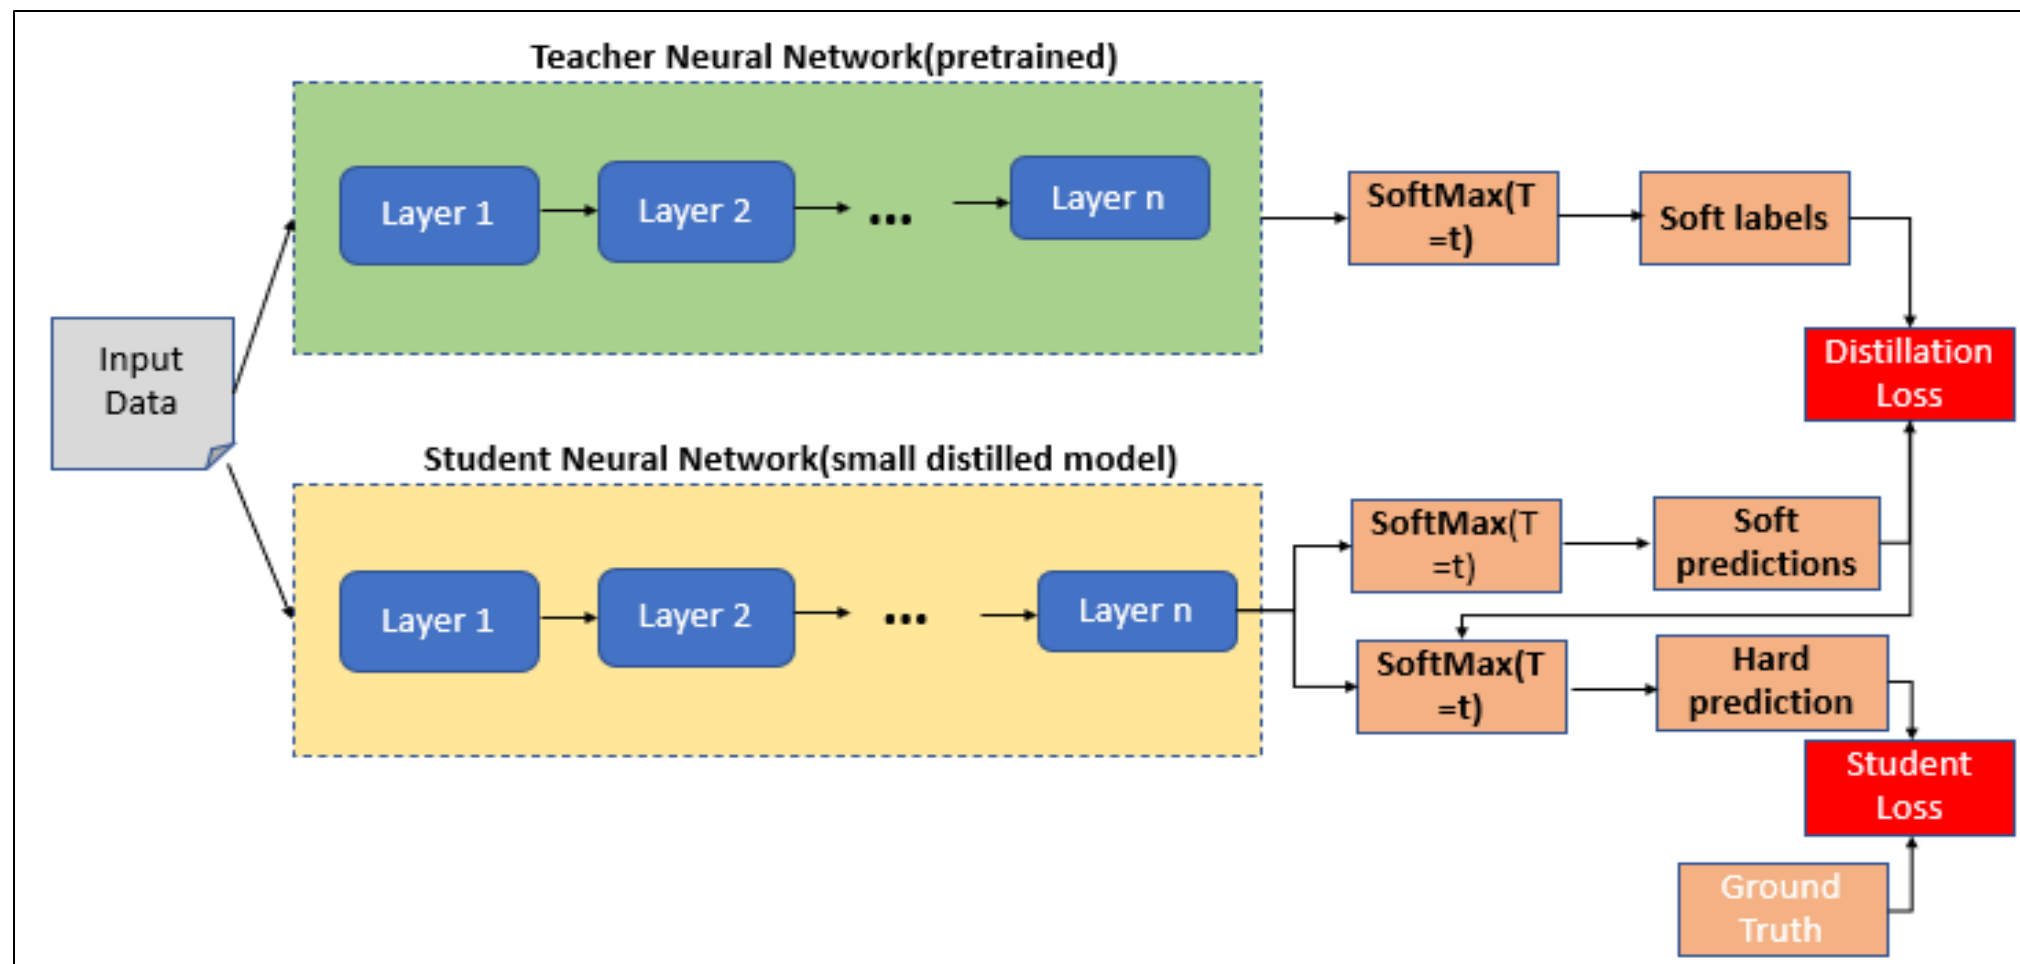 Teacher Neural Network(pretrained)
Layer 1
Layer 2
...
Layer n
SoftMax(T
=t)
Soft labels
Input
Data
Distillation
Loss
Student Neural Network(small distilled model)
Layer 1
Layer 2
...
Layer n
SoftMax(T
=t)
Soft
predictions
SoftMax(T
=t)
Hard
prediction
Student
Loss
Ground
Truth